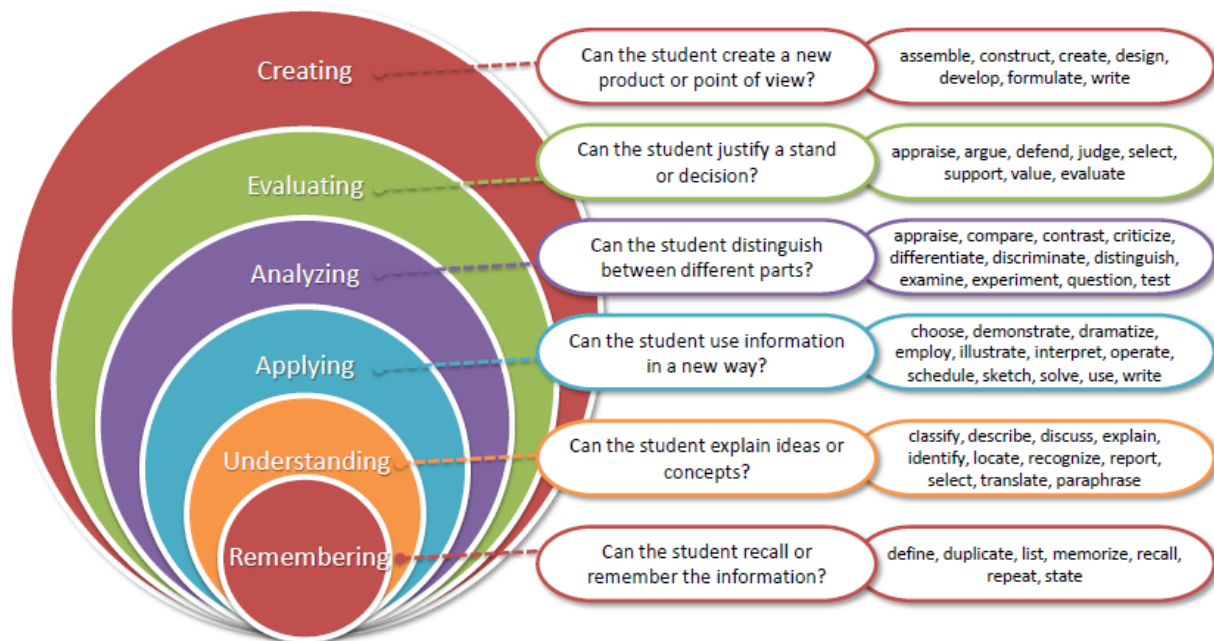 Creating
Can the student create a new
product or point of view?
assemble, construct, create, design,
develop, formulate, write
Evaluating
Can the student justify a stand
or decision?
appraise, argue, defend, judge, select,
support, value, evaluate
Analyzing
Can the student distinguish
between different parts?
appraise, compare, contrast, criticize,
differentiate, discriminate, distinguish,
examine, experiment, question, test
Applying
Can the student use information
in a new way?
choose, demonstrate, dramatize,
employ, illustrate, interpret, operate,
schedule, sketch, solve, use, write
Understanding
Can the student explain ideas or
concepts?
classify, describe, discuss, explain,
identify, locate, recognize, report,
select, translate, paraphrase
Remembering
Can the student recall or
remember the information?
define, duplicate, list, memorize, recall,
repeat, state